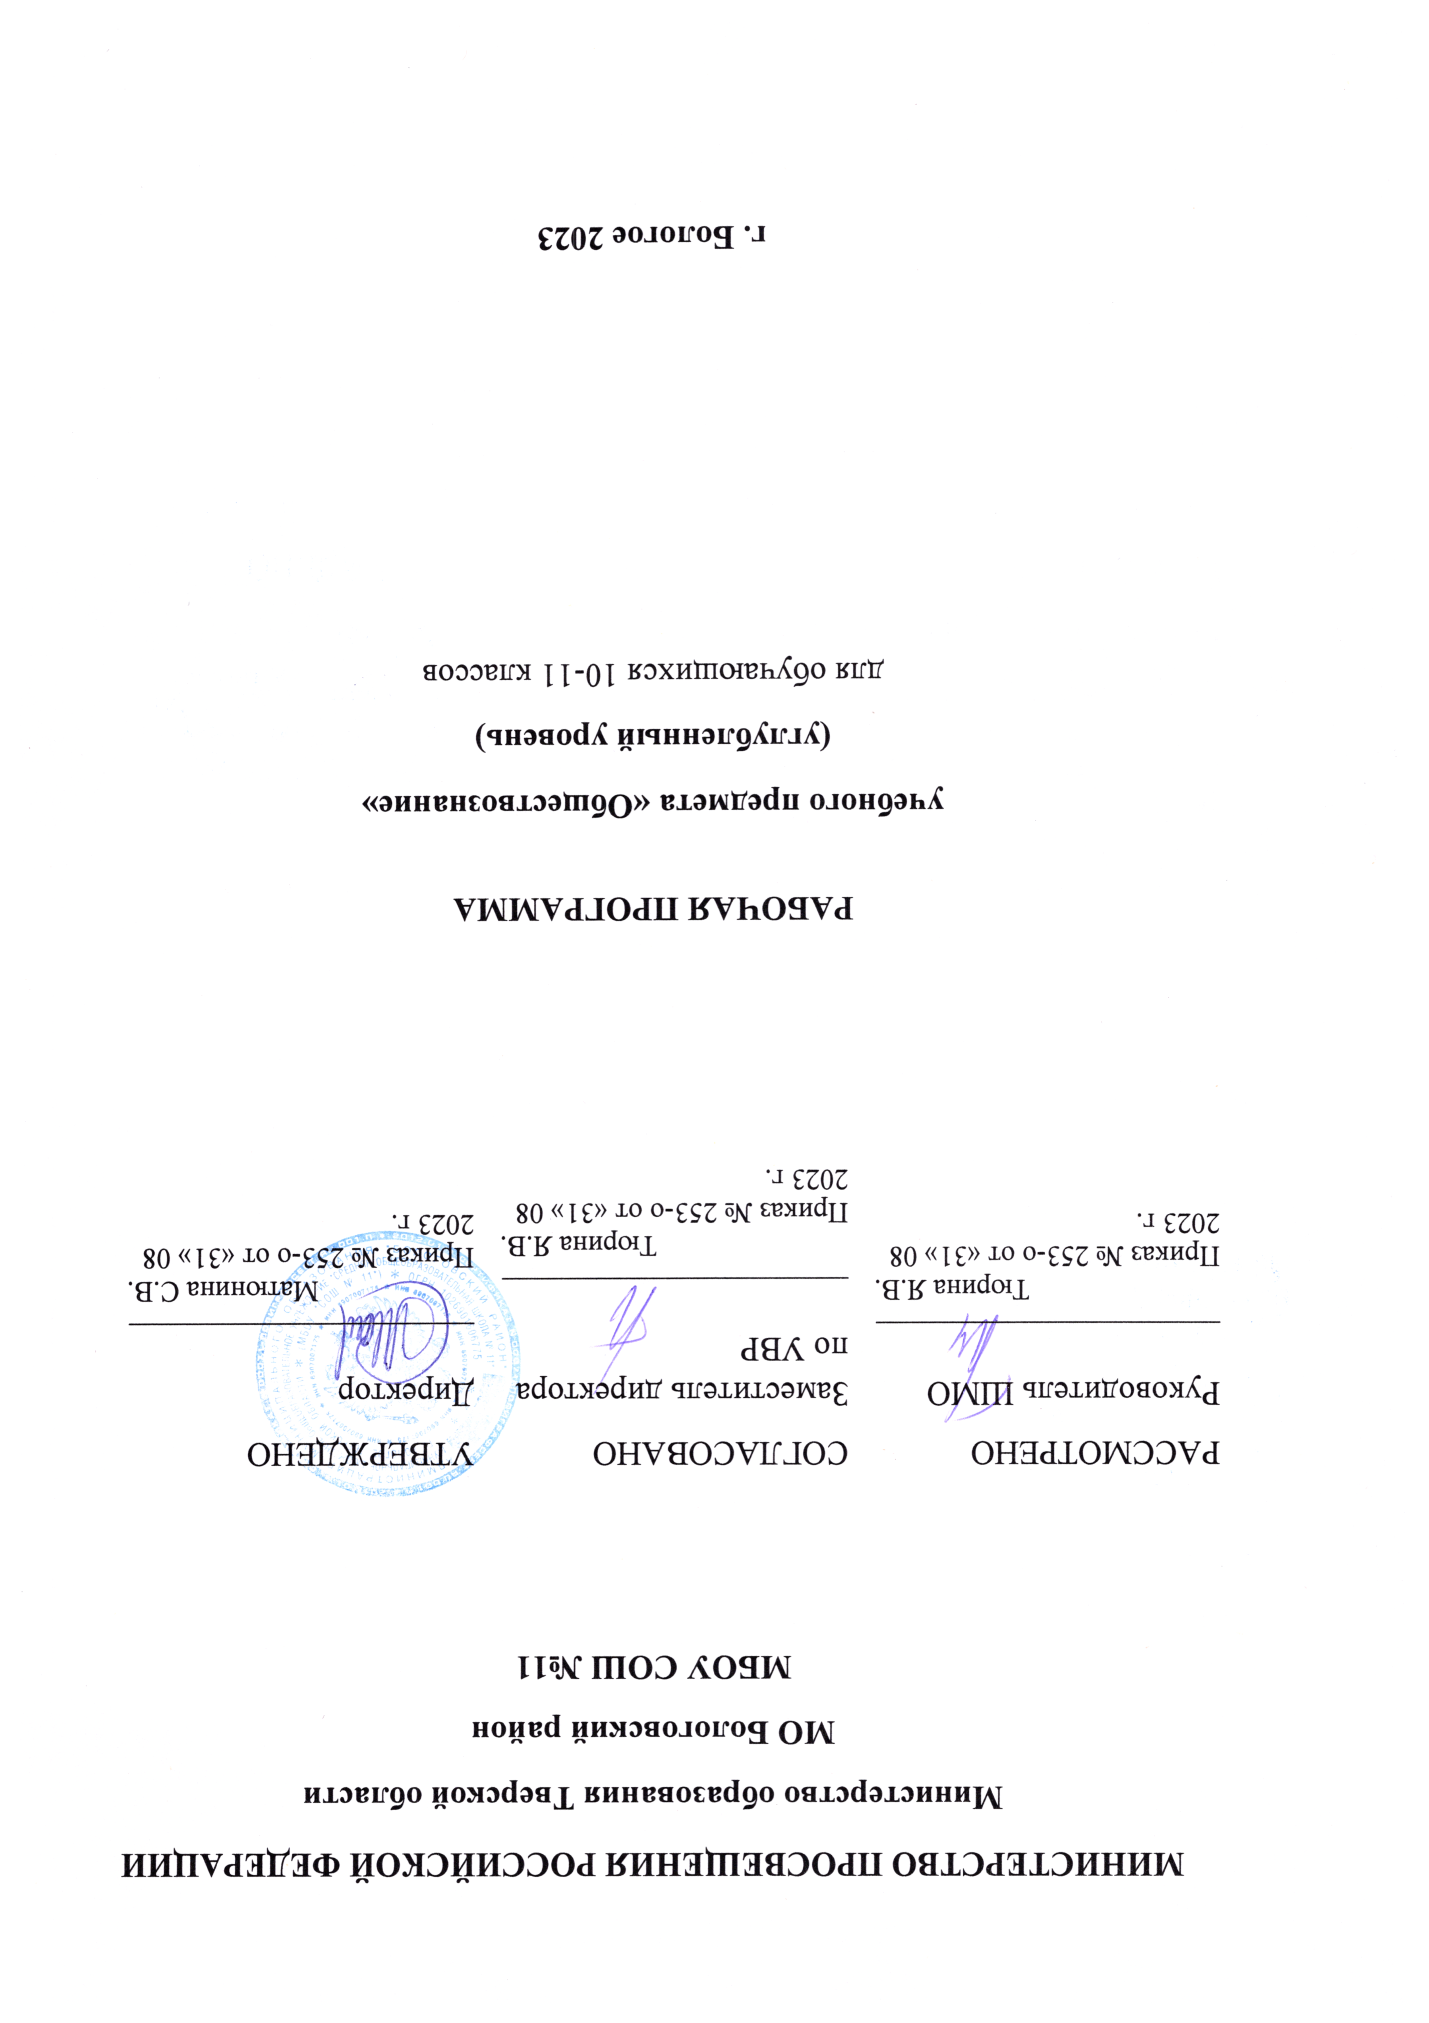 МИНИСТЕРСТВО ПРОСВЕЩЕНИЯ РОССИЙСКОЙ ФЕДЕРАЦИИ
Министерство образования Тверской области
МО Бологовский район
МБОУ СОШ №11
РАССМОТРЕНО
Руководитель ШМО
Тюрина Я.В.
Приказ № 253-о от «31» 08
2023 г.
СОГЛАСОВАНО
Заместитель директора
по УВР
Тюрина Я.В.
Приказ № 253-о от «31» 08
2023 г.
УТВЕРЖДЕНО
Директор
Матюнина С.В.
Приказ № 253-о от «31» 08
2023 г.
РАБОЧАЯ ПРОГРАММА
учебного предмета «Обществознание»
(углубленный уровень)
для обучающихся 10-11 классов
г. Бологое 2023